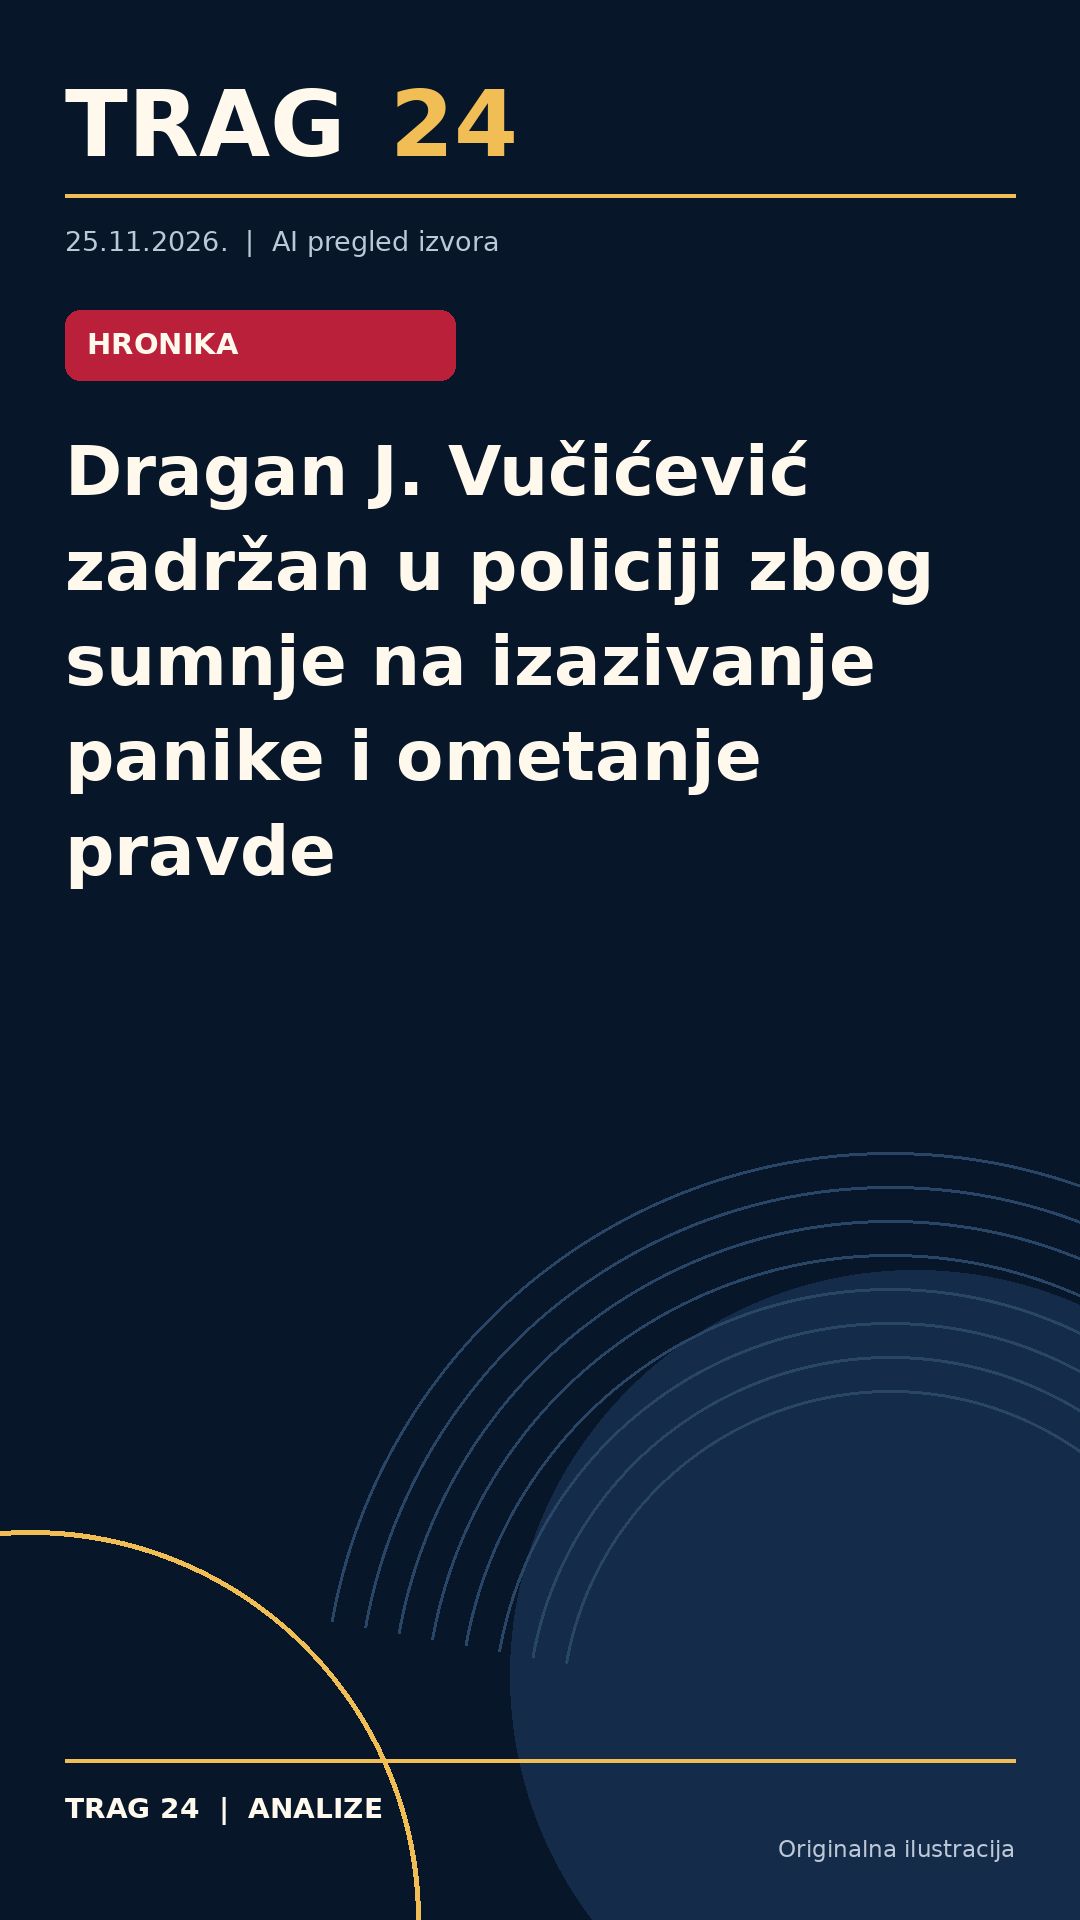 TRAG 24
25.11.2026. | AI pregled izvora
HRONIKA
Dragan J. Vučićević
zadržan u policiji zbog
sumnje na izazivanje
panike i ometanje
pravde
TRAG 24 | ANALIZE
Originalna ilustracija